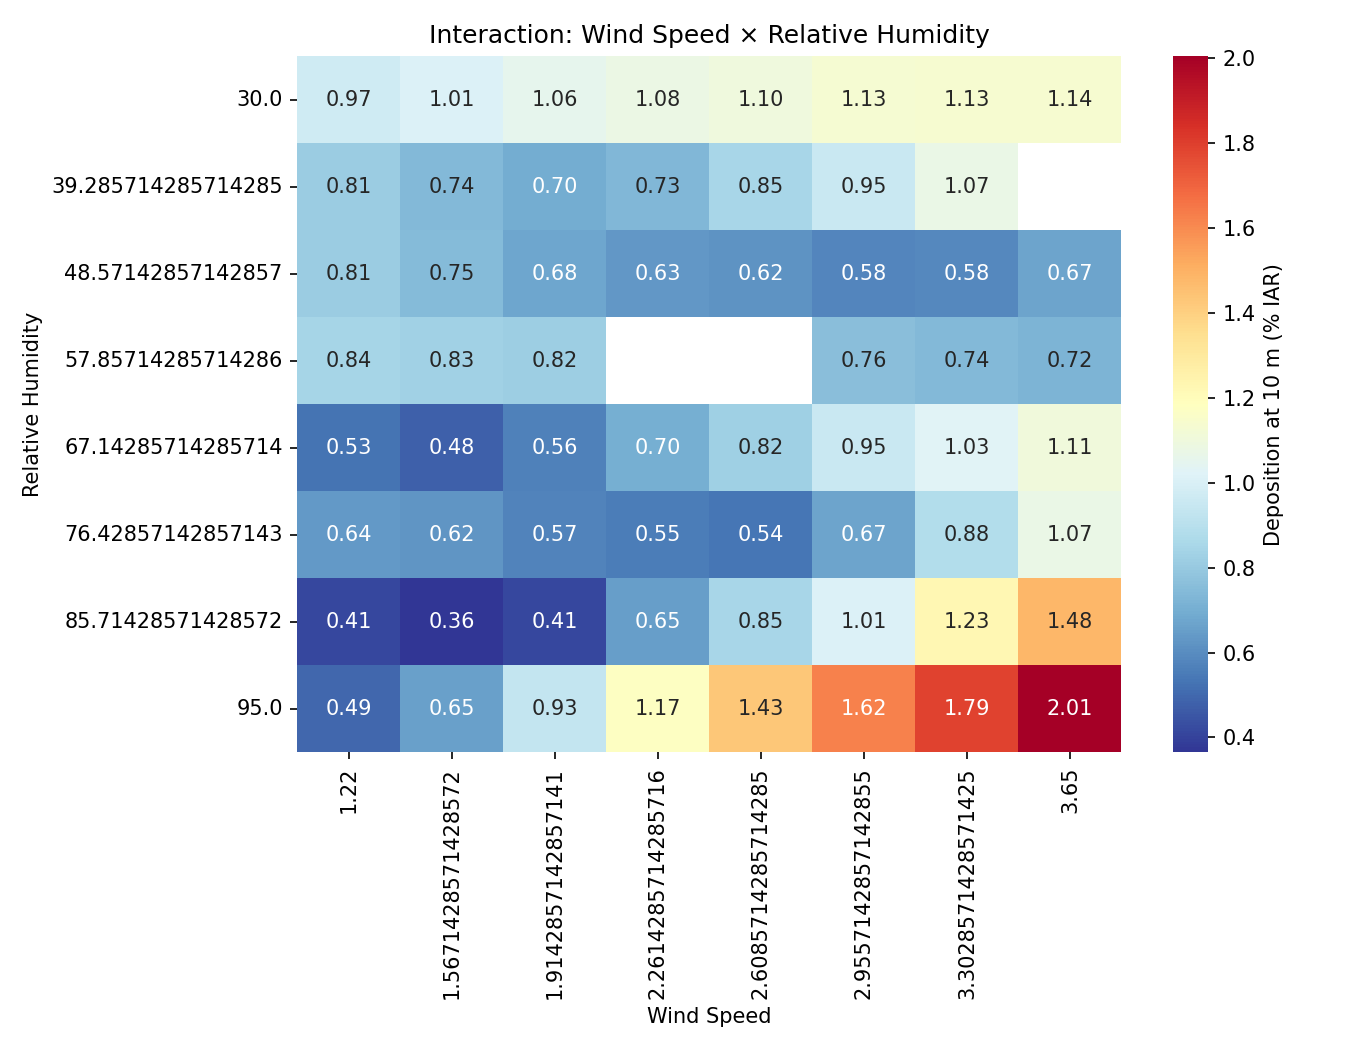 Interaction: Wind Speed × Relative Humidity
30.0 0.97 1.01 1.06 1.08 1.10 1.13 1.13 1.14
39.285714285714285 0.81 0.74 0.70 0.73 0.85 0.95 1.07
48.57142857142857 0.81 0.75 0.68 0.63 0.62 0.58 0.58 0.67
57.85714285714286 0.84 0.83 0.82 0.76 0.74 0.72
67.14285714285714 0.53 0.48 0.56 0.70 0.82 0.95 1.03 1.11
76.42857142857143 0.64 0.62 0.57 0.55 0.54 0.67 0.88 1.07
85.71428571428572 0.41 0.36 0.41 0.65 0.85 1.01 1.23 1.48
95.0 0.49 0.65 0.93 1.17 1.43 1.62 1.79 2.01
Relative Humidity
1.22
1.5671428571428572
1.9142857142857141
2.2614285714285716
2.6085714285714285
2.9557142857142855
3.3028571428571425
3.65
Wind Speed
2.0
1.8
1.6
1.4
1.2
1.0
0.8
0.6
0.4
Deposition at 10 m (% IAR)